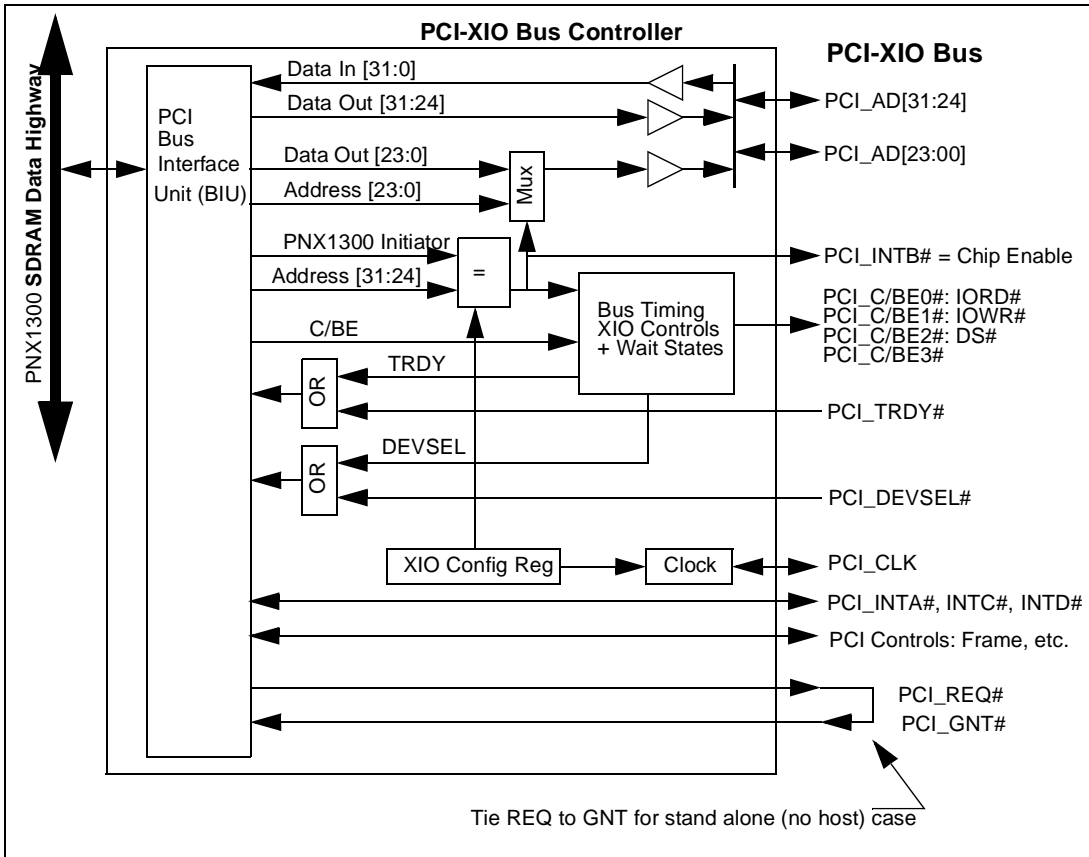 PCI-XIO Bus Controller
PCI-XIO Bus
PNX1300 SDRAM Data Highway
PCI
Bus
Interface
Unit (BIU)
Data In [31:0]
Data Out [31:24]
Data Out [23:0]
Address [23:0]
Mux
PNX1300 Initiator
Address [31:24]
=
C/BE
Bus Timing
XIO Controls
+ Wait States
TRDY
OR
DEVSEL
OR
XIO Config Reg
Clock
PCI_AD[31:24]
PCI_AD[23:00]
PCI_INTB# = Chip Enable
PCI_C/BE0#: IORD#
PCI_C/BE1#: IOWR#
PCI_C/BE2#: DS#
PCI_C/BE3#
PCI_TRDY#
PCI_DEVSEL#
PCI_CLK
PCI_INTA#, INTC#, INTD#
PCI Controls: Frame, etc.
PCI_REQ#
PCI_GNT#
Tie REQ to GNT for stand alone (no host) case